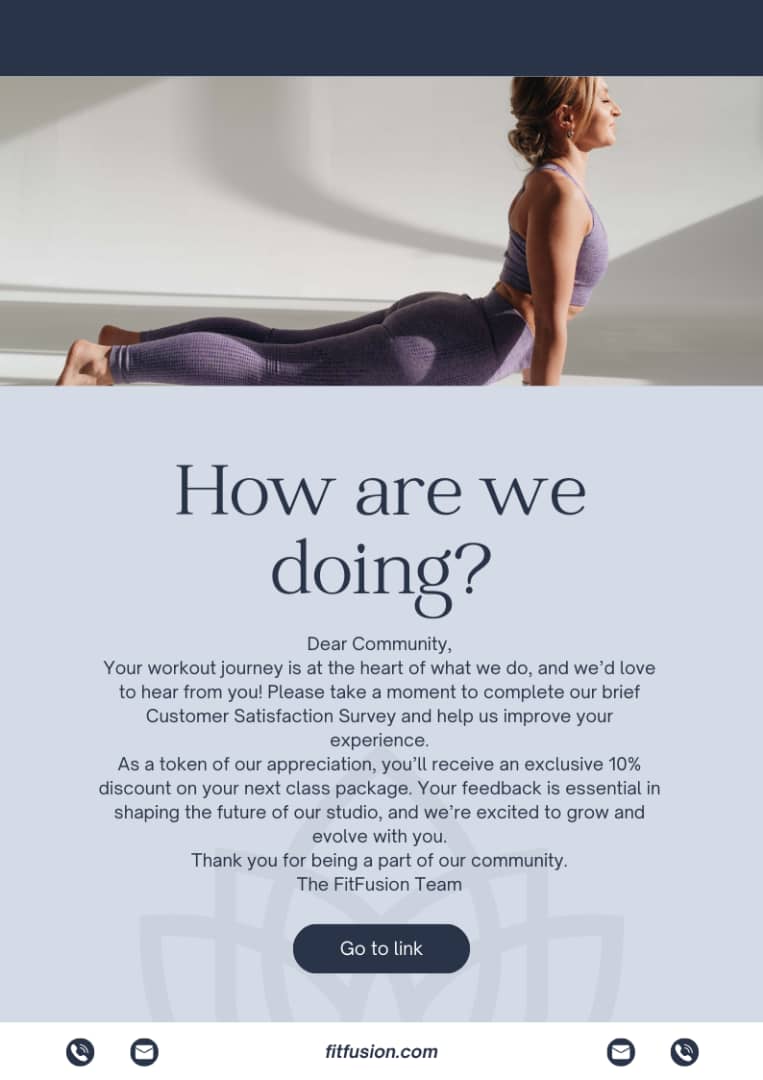 How are we
doing?
Dear Community,
Your workout journey is at the heart of what we do, and we’d love
to hear from you! Please take a moment to complete our brief
Customer Satisfaction Survey and help us improve your
experience.
As a token of our appreciation, you’ll receive an exclusive 10%
discount on your next class package. Your feedback is essential in
shaping the future of our studio, and we’re excited to grow and
evolve with you.
Thank you for being a part of our community.
The FitFusion Team
Go to link
fitfusion.com